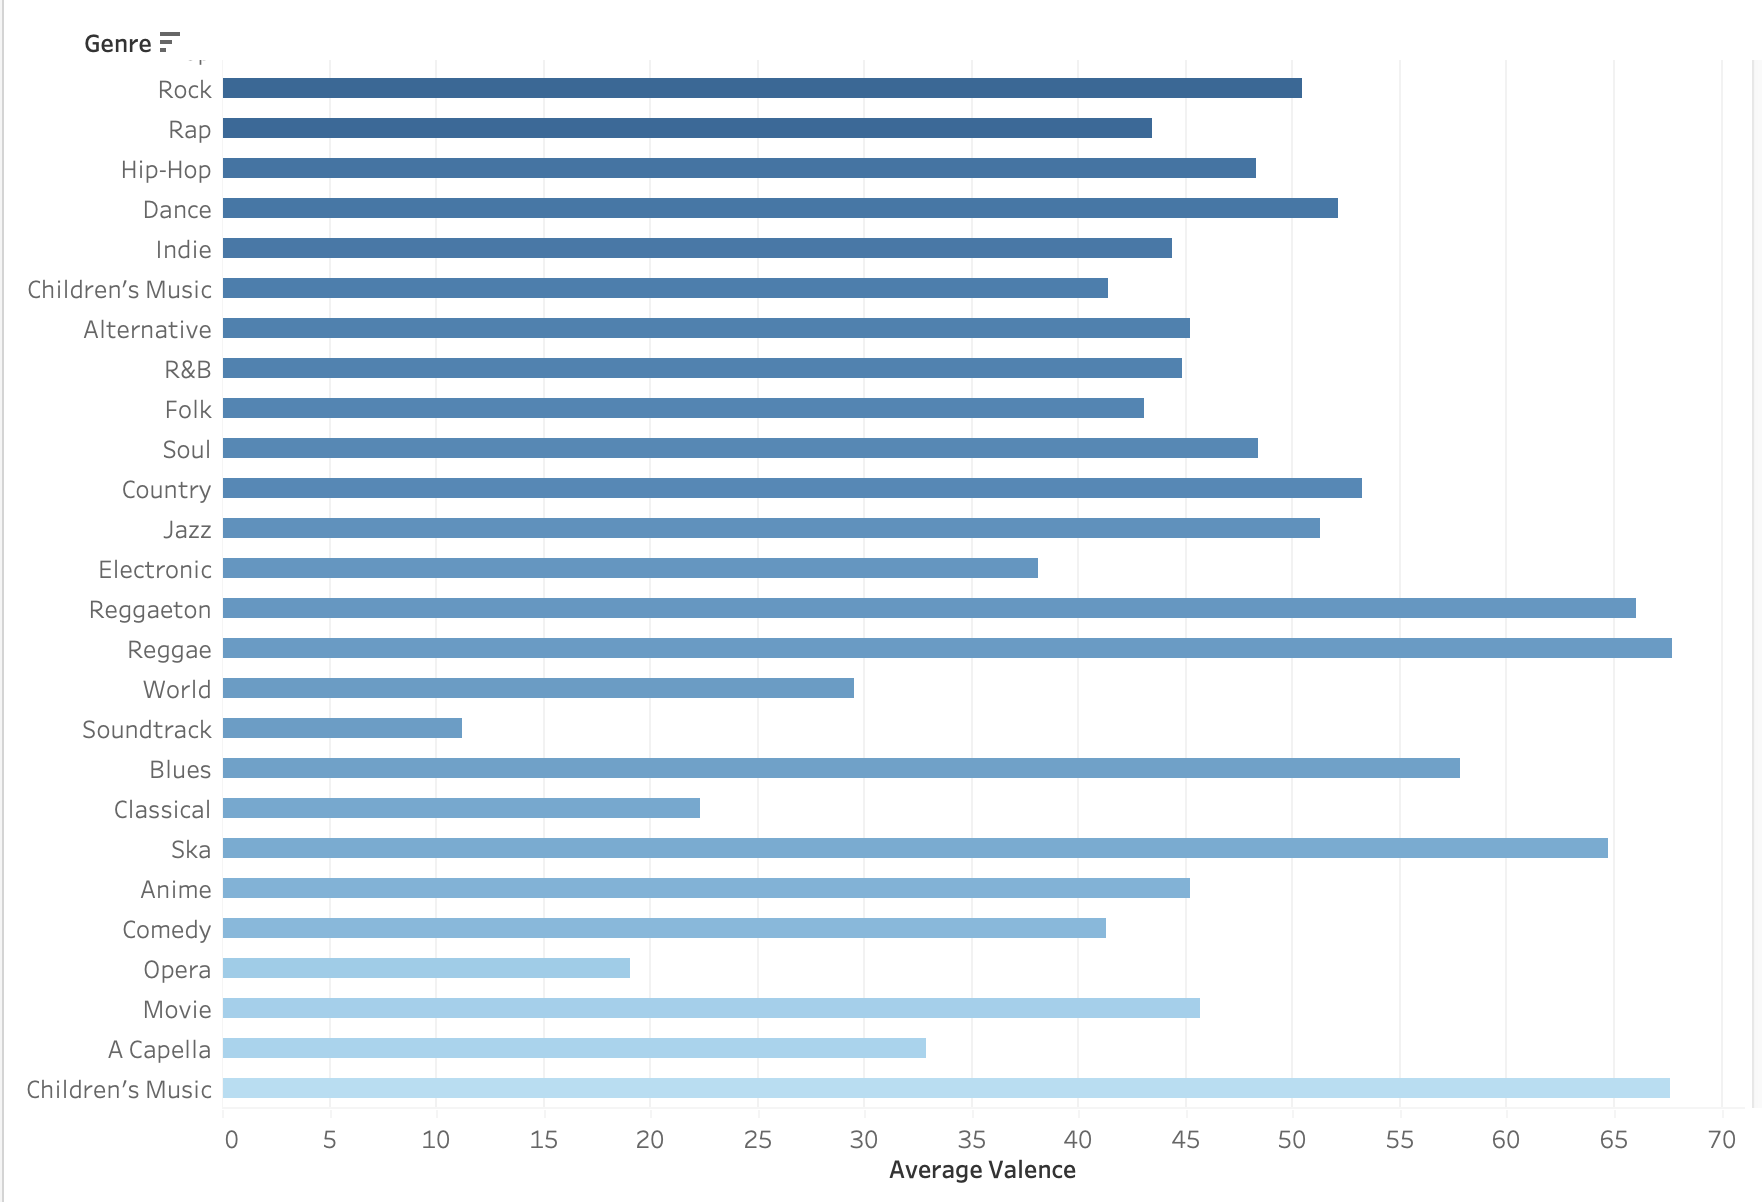 Genre
Rock
Rap
Hip-Hop
Dance
Indie
Children’s Music
Alternative
R&B
Folk
Soul
Country
Jazz
Electronic
Reggaeton
Reggae
World
Soundtrack
Blues
Classical
Ska
Anime
Comedy
Opera
Movie
A Capella
Children’s Music
0 5 10 15 20 25 30 35 40 45 50 55 60 65 70
Average Valence